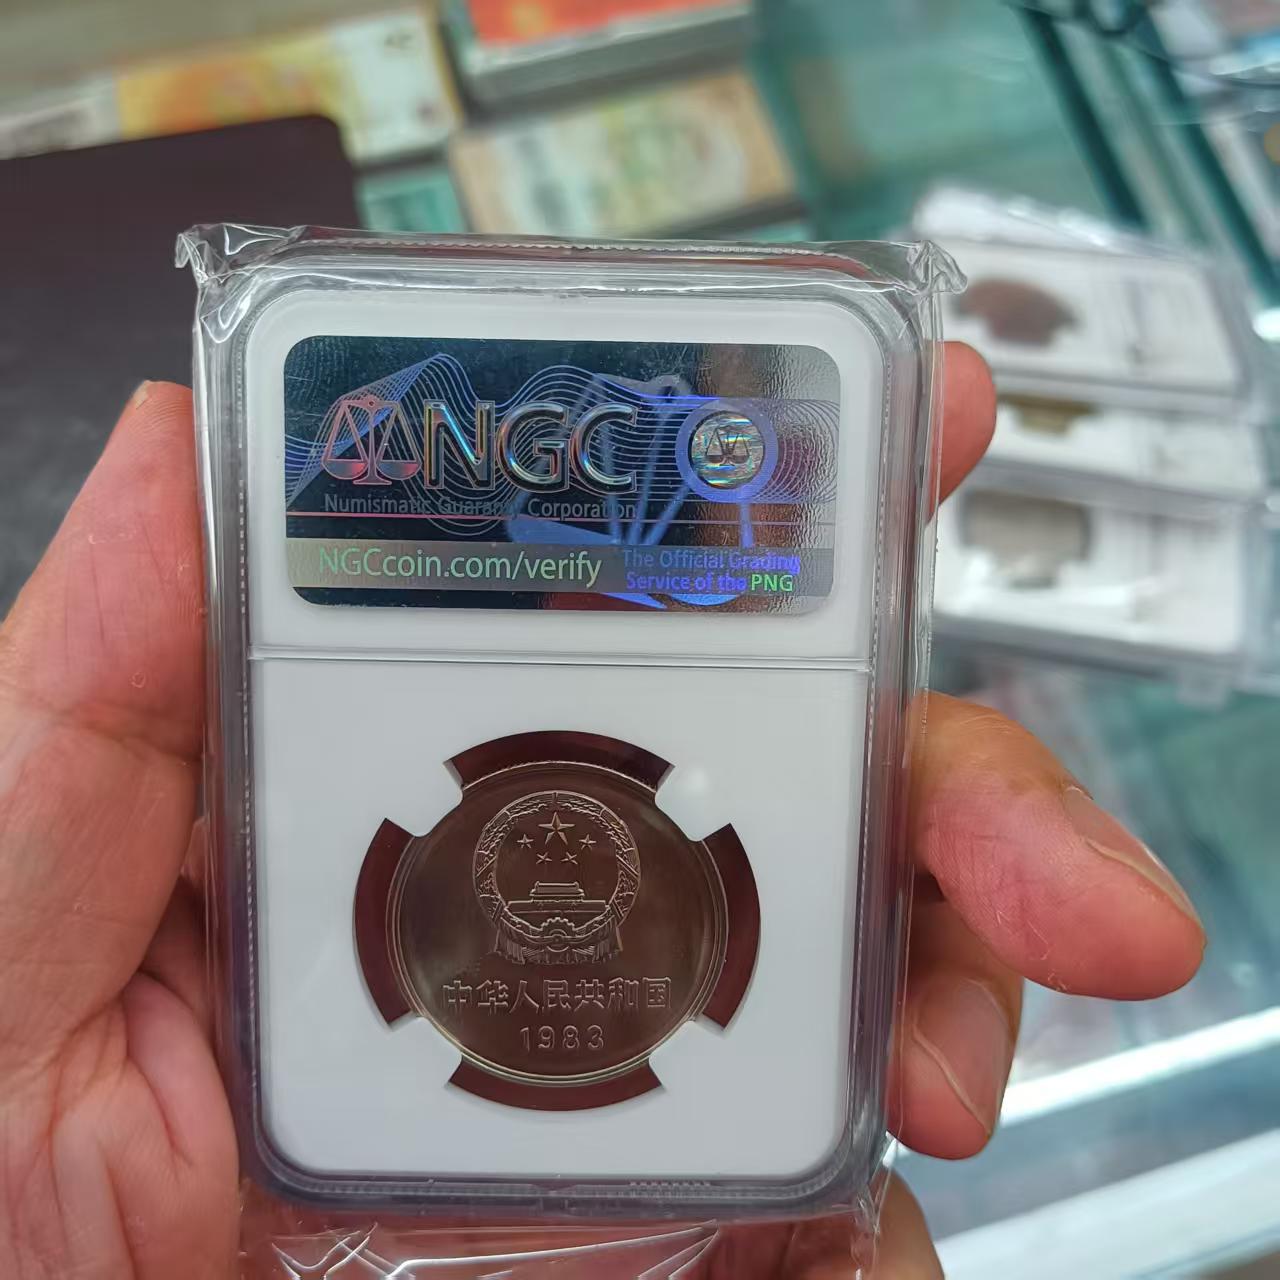 NGC
Numismatic Guaranty Corporation
NGCcoin.com/verify
The Official Grading
Service of the PNG
中华人民共和国
1983